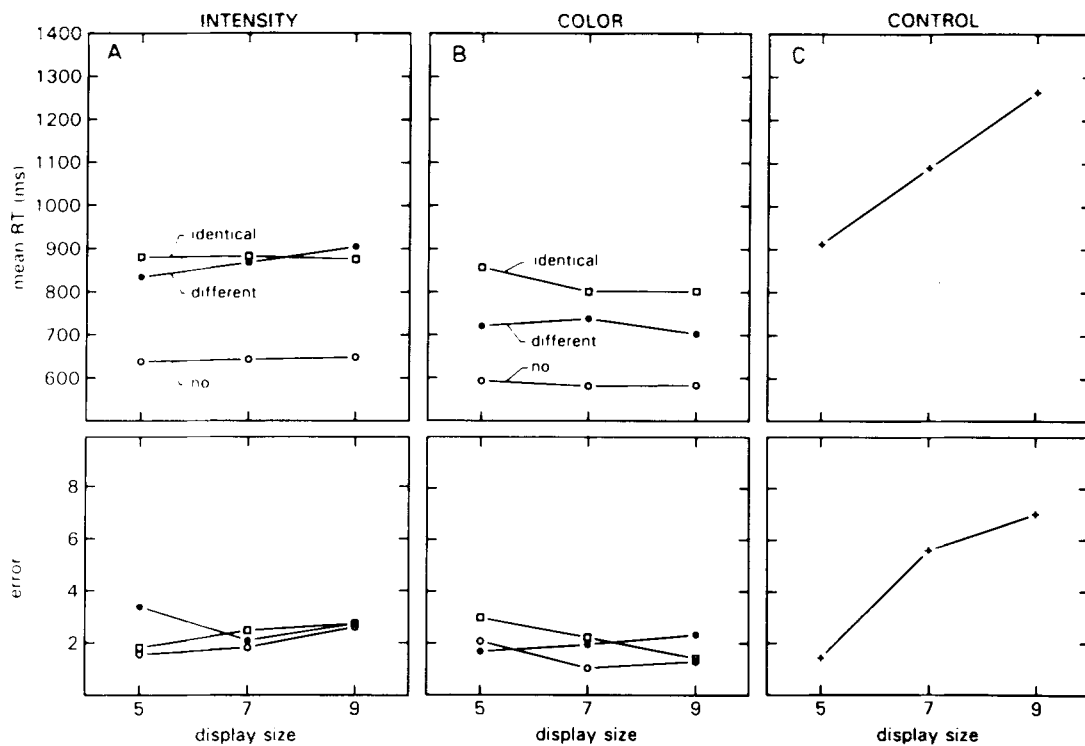 INTENSITY COLOR CONTROL
1400 A B C
1300
1200
1100
1000
900
800
700
600
mean RT (ms)
identical
different
no
identical
different
no
8
6
4
2
error
5 7 9 5 7 9 5 7 9
display size display size display size